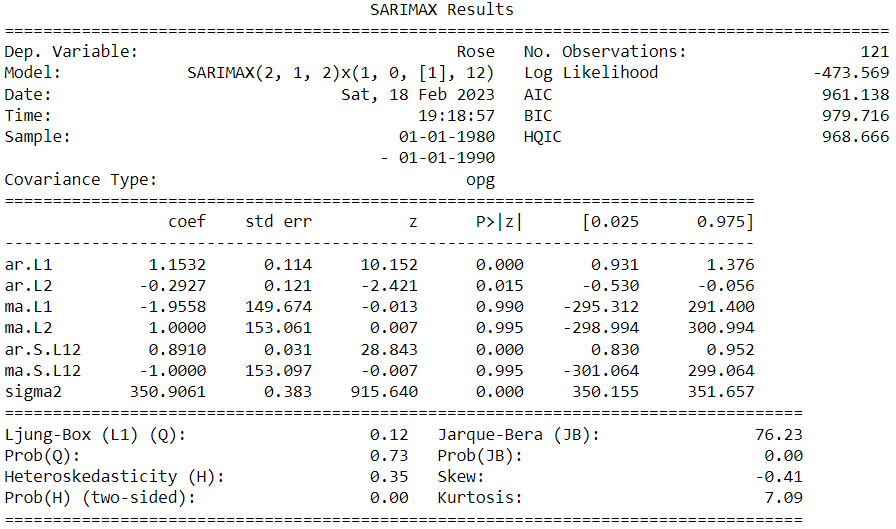 SARIMAX Results
==========================================================================================
Dep. Variable:                               Rose   No. Observations:                  121
Model:             SARIMAX(2, 1, 2)x(1, 0, [1], 12)   Log Likelihood                -473.569
Date:                            Sat, 18 Feb 2023   AIC                            961.138
Time:                                    19:18:57   BIC                            979.716
Sample:                                01-01-1980   HQIC                           968.666
                                     - 01-01-1990
Covariance Type:                              opg
==============================================================================
                 coef    std err          z      P>|z|      [0.025      0.975]
------------------------------------------------------------------------------
ar.L1          1.1532      0.114     10.152      0.000       0.931       1.376
ar.L2         -0.2927      0.121     -2.421      0.015      -0.530      -0.056
ma.L1         -1.9558    149.674     -0.013      0.990    -295.312     291.400
ma.L2          1.0000    153.061      0.007      0.995    -298.994     300.994
ar.S.L12       0.8910      0.031     28.843      0.000       0.830       0.952
ma.S.L12      -1.0000    153.097     -0.007      0.995    -301.064     299.064
sigma2       350.9061      0.383    915.640      0.000     350.155     351.657
===================================================================================
Ljung-Box (L1) (Q):                   0.12   Jarque-Bera (JB):                76.23
Prob(Q):                              0.73   Prob(JB):                         0.00
Heteroskedasticity (H):               0.35   Skew:                            -0.41
Prob(H) (two-sided):                  0.00   Kurtosis:                         7.09
===================================================================================